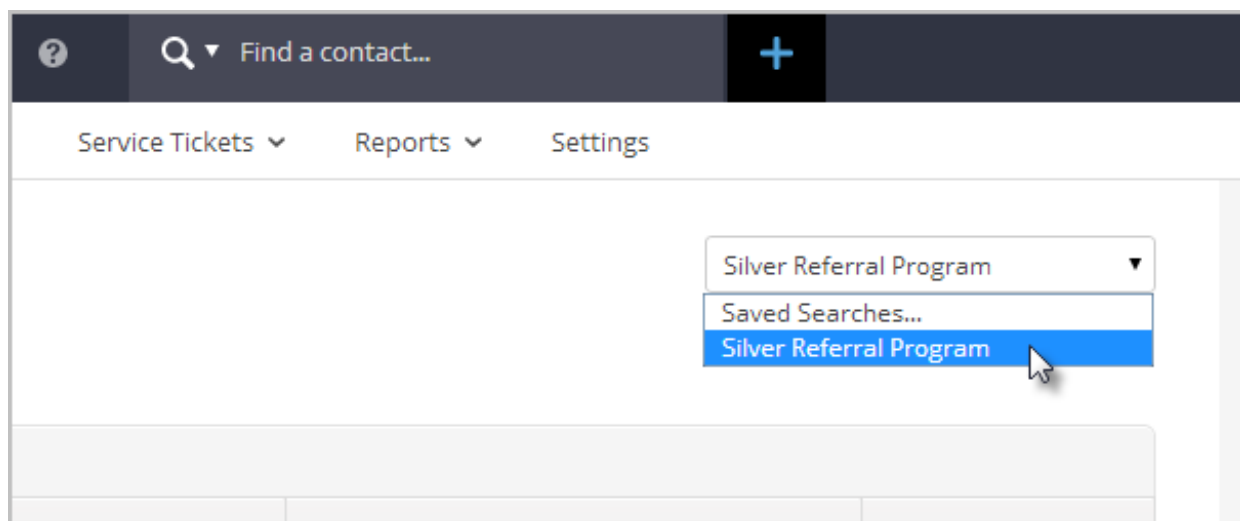 Find a contact...
Service Tickets Reports Settings
Silver Referral Program
Saved Searches...
Silver Referral Program